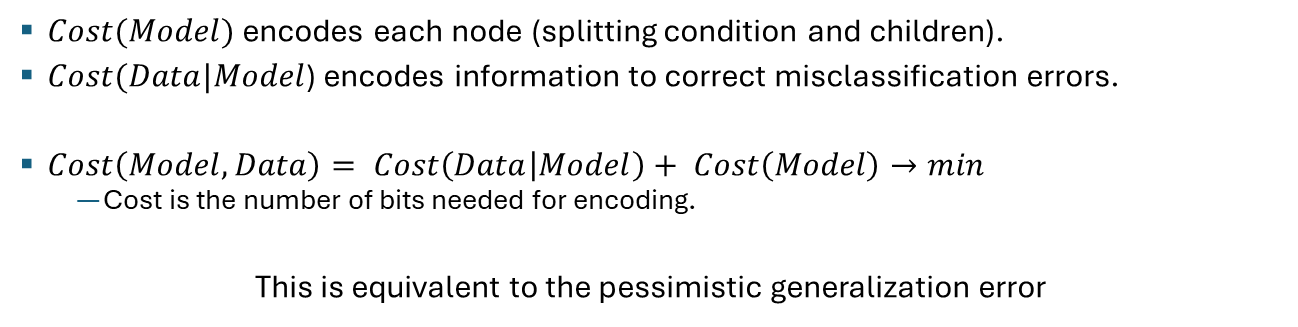 ▪ Cost(Model) encodes each node (splitting condition and children).
▪ Cost(Data|Model) encodes information to correct misclassification errors.
▪ Cost(Model, Data) = Cost(Data|Model) + Cost(Model) → min
—Cost is the number of bits needed for encoding.
This is equivalent to the pessimistic generalization error